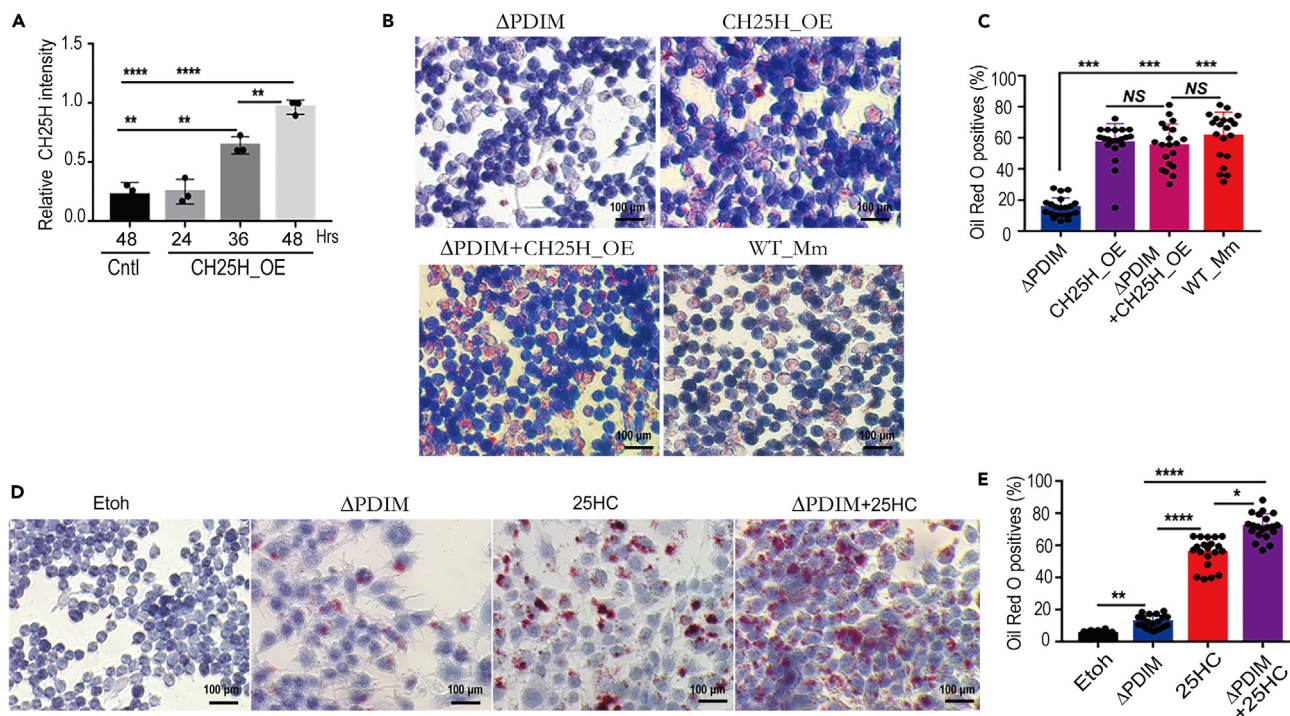 A
Relative CH25H intensity
1.5
1.0
0.5
0.0
**** ****
**
** **
48 24 36 48 Hrs
Cntl CH25H_OE
B
ΔPDIM CH25H_OE
100 µm 100 µm
ΔPDIM+CH25H_OE WT_Mm
100 µm 100 µm
C
Oil Red O positives (%)
100
80
60
40
20
0
*** *** ***
NS NS
ΔPDIM
CH25H_OE
ΔPDIM
+CH25H_OE
WT_Mm
D
Etoh ΔPDIM 25HC ΔPDIM+25HC
100 µm 100 µm 100 µm 100 µm
E
Oil Red O positives (%)
100
80
60
40
20
0
****
*
****
**
Etoh
ΔPDIM
25HC
ΔPDIM
+25HC